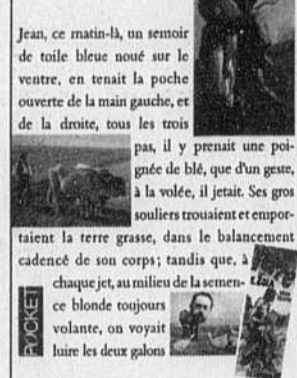 Jean, ce matin-là, un semoir
de toile bleue noué sur le
ventre, en tenait la poche
ouverte de la main gauche, et
de la droite, tous les trois
pas, il y prenait une poi-
gnée de blé, que d'un geste,
à la volée, il jetait. Ses gros
souliers trouaient et empor-
taient la terre grasse, dans le balancement
cadencé de son corps ; tandis que, à
chaque jet, au milieu de la semen-
ce blonde toujours
volante, on voyait
luire les deux galons
POCKET